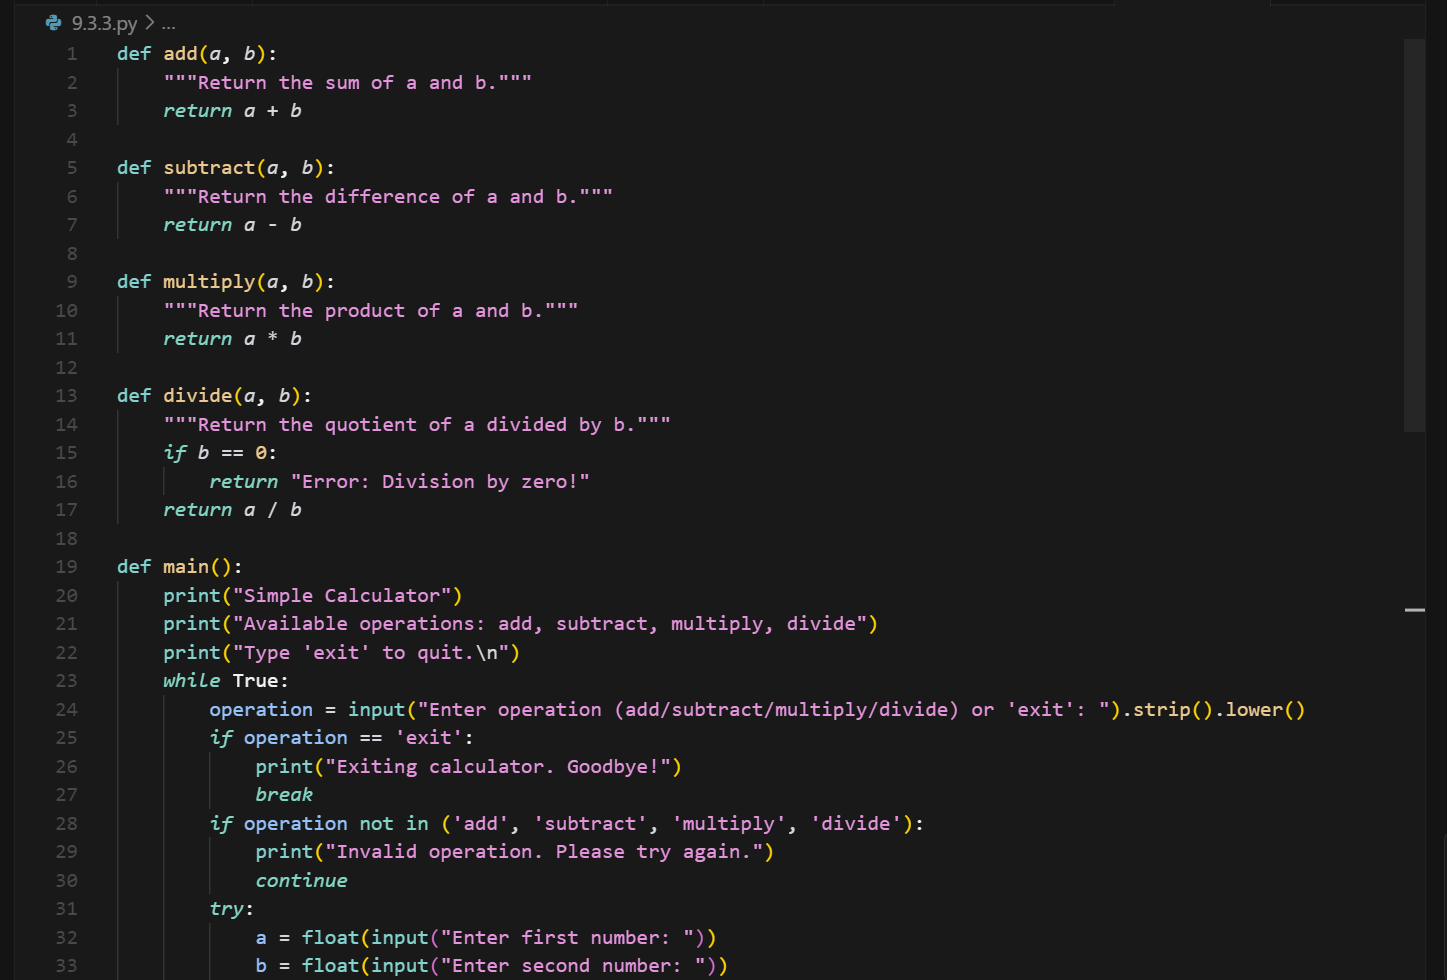 9.3.3.py > ...
1 def add(a, b):
2     """Return the sum of a and b."""
3     return a + b
4
5 def subtract(a, b):
6     """Return the difference of a and b."""
7     return a - b
8
9 def multiply(a, b):
10     """Return the product of a and b."""
11     return a * b
12
13 def divide(a, b):
14     """Return the quotient of a divided by b."""
15     if b == 0:
16         return "Error: Division by zero!"
17     return a / b
18
19 def main():
20     print("Simple Calculator")
21     print("Available operations: add, subtract, multiply, divide")
22     print("Type 'exit' to quit.\n")
23     while True:
24         operation = input("Enter operation (add/subtract/multiply/divide) or 'exit': ").strip().lower()
25         if operation == 'exit':
26             print("Exiting calculator. Goodbye!")
27             break
28         if operation not in ('add', 'subtract', 'multiply', 'divide'):
29             print("Invalid operation. Please try again.")
30             continue
31         try:
32             a = float(input("Enter first number: "))
33             b = float(input("Enter second number: "))